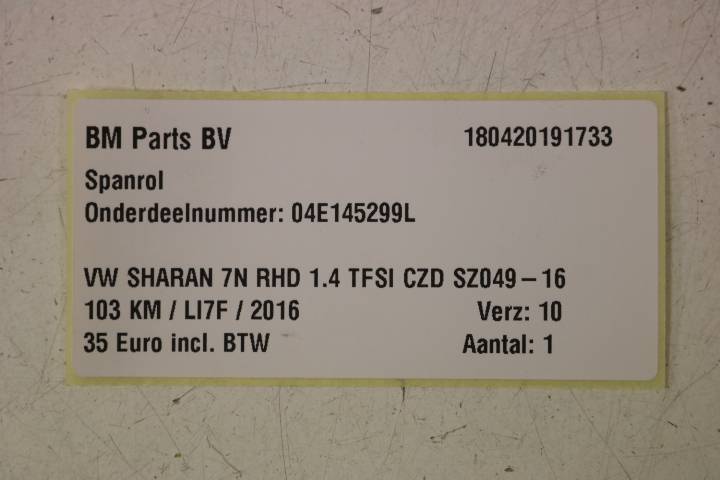 BM Parts BV 180420191733
Spanrol
Onderdeelnummer: 04E145299L
VW SHARAN 7N RHD 1.4 TFSI CZD SZ049-16
103 KM / LI7F / 2016 Verz: 10
35 Euro incl. BTW Aantal: 1